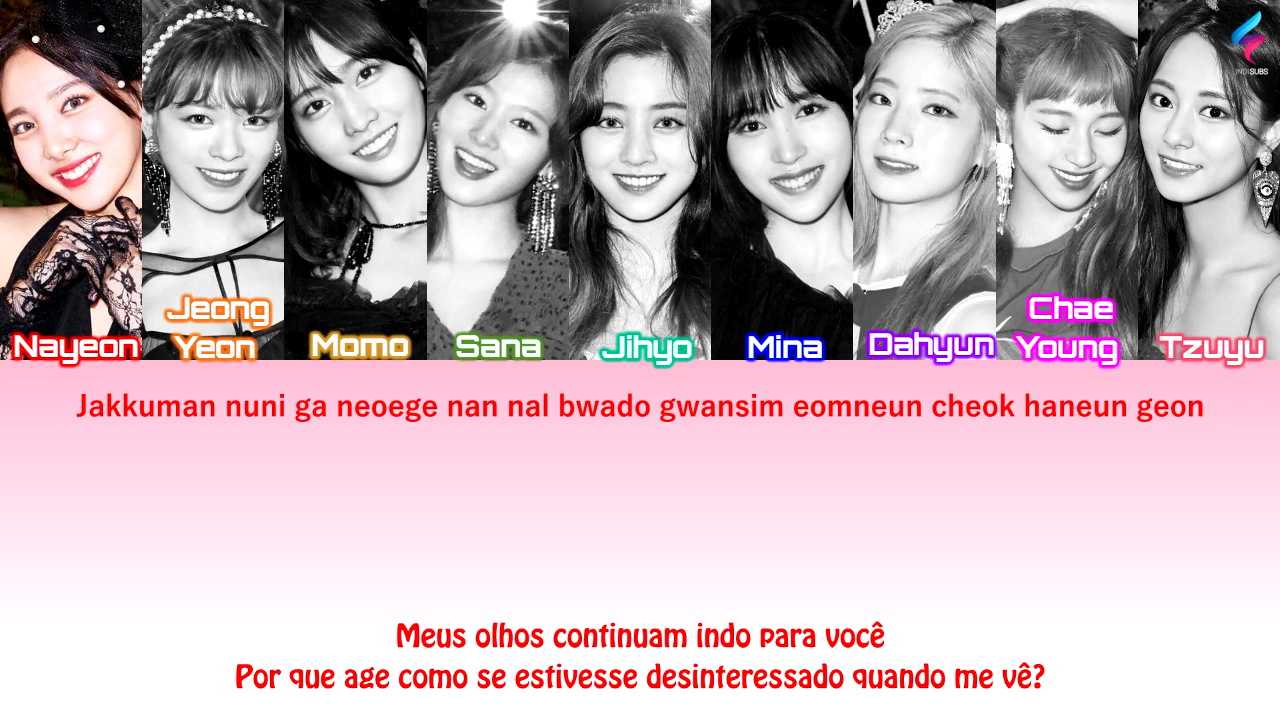 INDISUBS
Jeong
Chae
Nayeon
Yeon
Momo
Sana
Jihyo
Mina
Dahyun
Young
Tzuyu
Jakkuman nuni ga neoege nan nal bwado gwansim eomneun cheok haneun geon
Meus olhos continuam indo para você
Por que age como se estivesse desinteressado quando me vê?